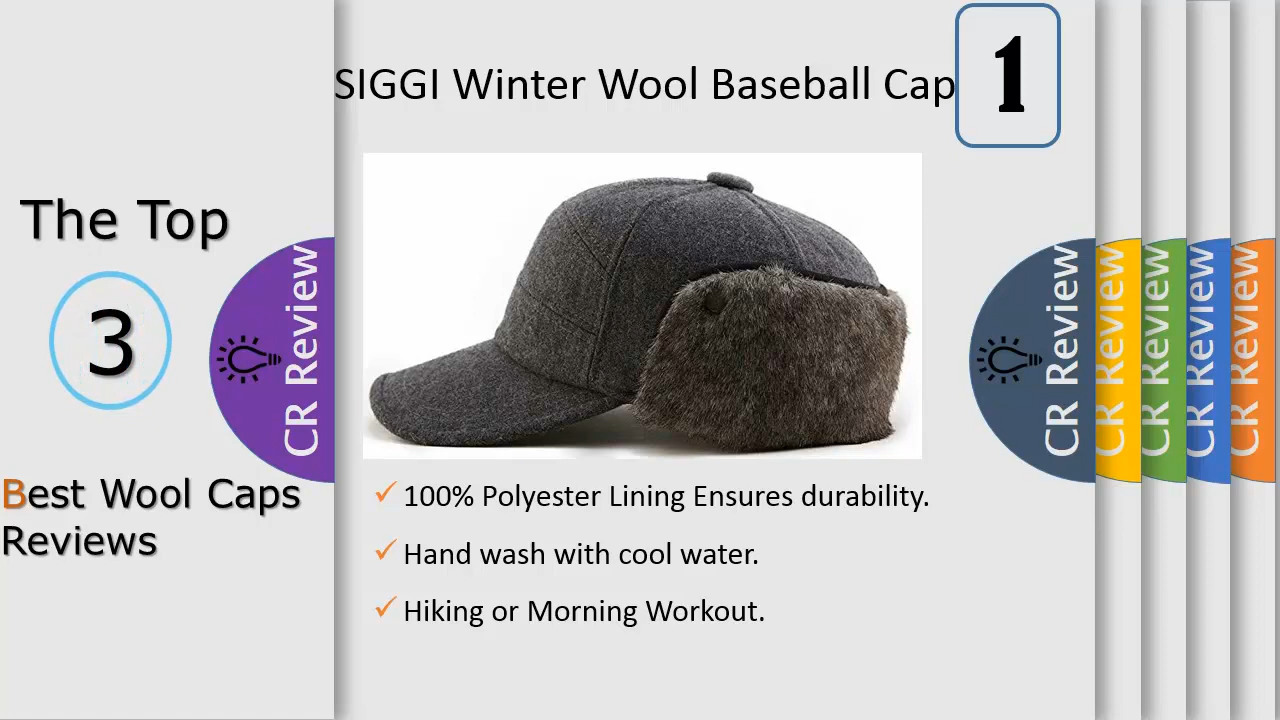 The Top
3
Best Wool Caps
Reviews
CR Review
SIGGI Winter Wool Baseball Cap
1
100% Polyester Lining Ensures durability.
Hand wash with cool water.
Hiking or Morning Workout.
CR Review
CR Review
CR Review
CR Review
CR Review